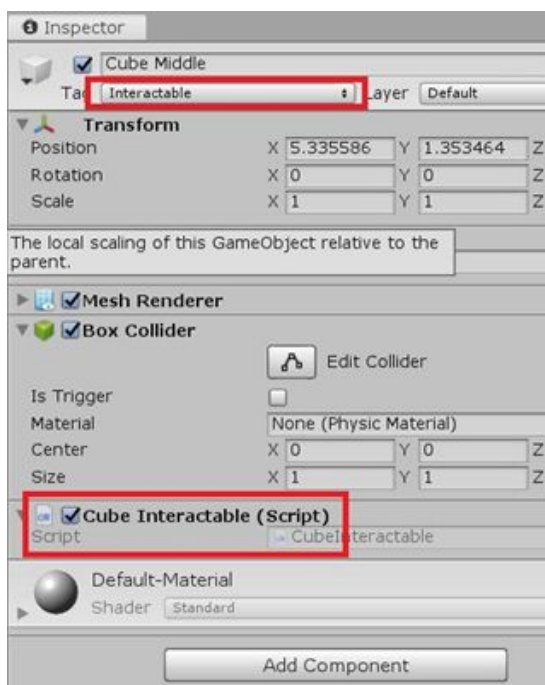 Inspector
Cube Middle
Ta Interactable Layer Default
Transform
Position X 5.335586 Y 1.353464 Z
Rotation X 0 Y 0 Z
Scale X 1 Y 1 Z
The local scaling of this GameObject relative to the
parent.
Mesh Renderer
Box Collider
Edit Collider
Is Trigger
Material None (Physic Material)
Center X 0 Y 0 Z
Size X 1 Y 1 Z
Cube Interactable (Script)
Script CubeInteractable
Default-Material
Shader Standard
Add Component